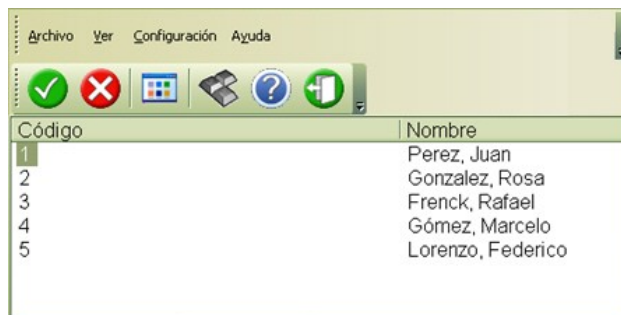 Archivo Ver Configuración Ayuda
Código Nombre
1 Perez, Juan
2 Gonzalez, Rosa
3 Frenck, Rafael
4 Gómez, Marcelo
5 Lorenzo, Federico